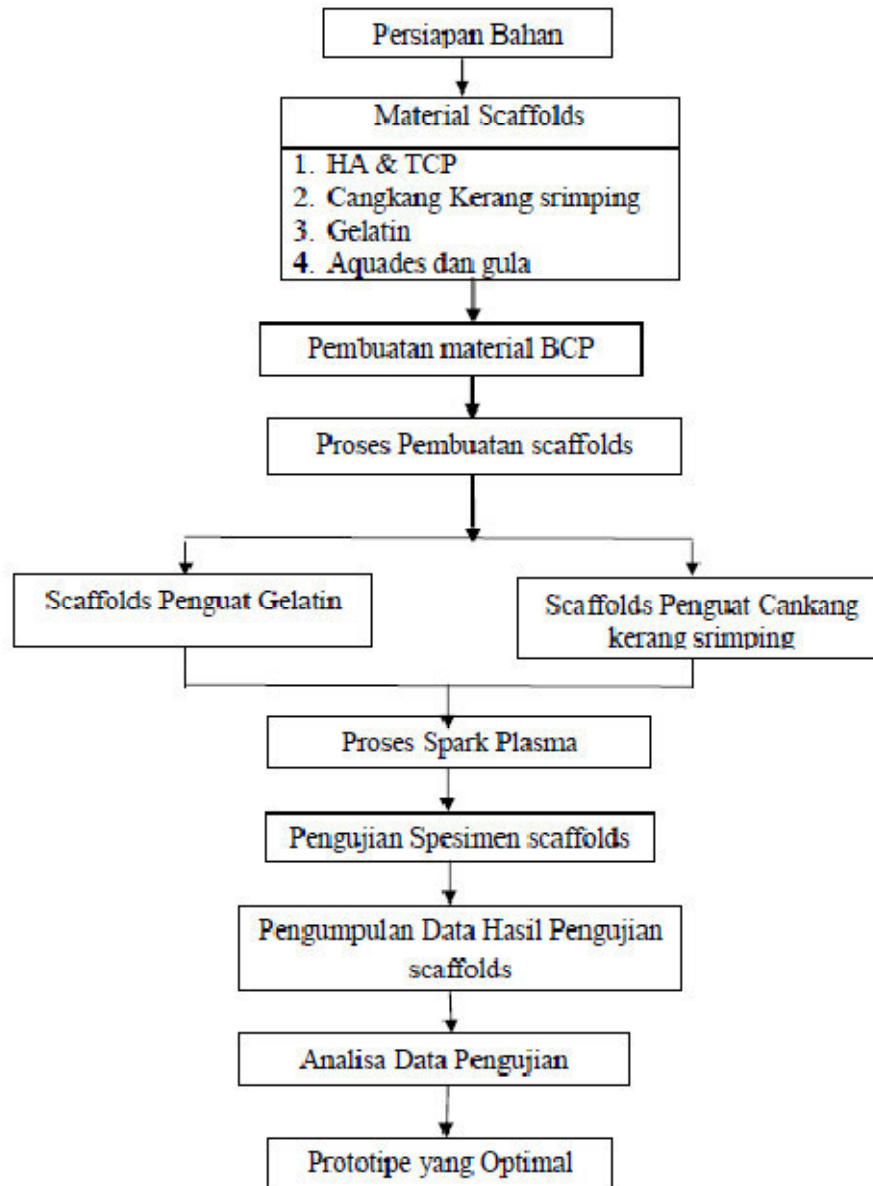 Persiapan Bahan
Material Scaffolds
1. HA & TCP
2. Cangkang Kerang srimping
3. Gelatin
4. Aquades dan gula
Pembuatan material BCP
Proses Pembuatan scaffolds
Scaffolds Penguat Gelatin
Scaffolds Penguat Cankang
kerang srimping
Proses Spark Plasma
Pengujian Spesimen scaffolds
Pengumpulan Data Hasil Pengujian
scaffolds
Analisa Data Pengujian
Prototipe yang Optimal